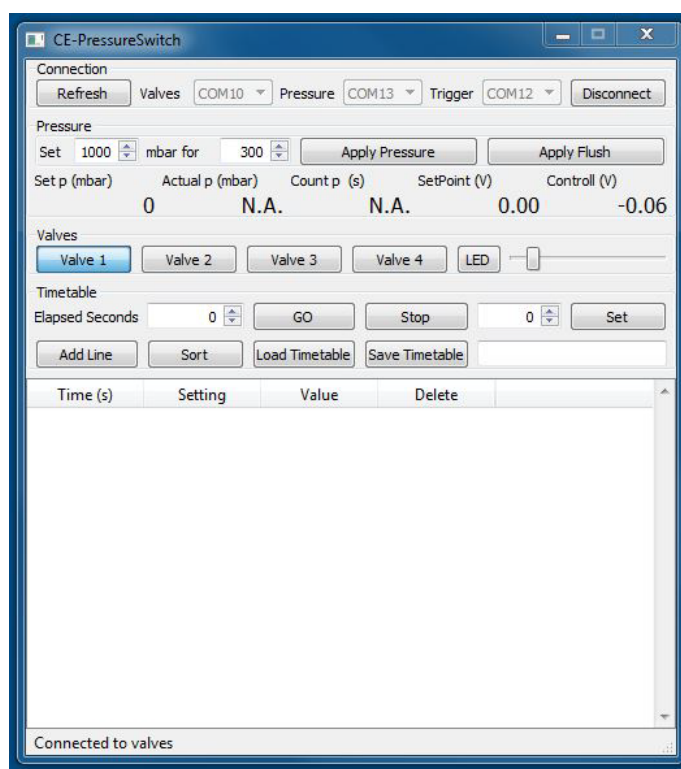 CE-PressureSwitch
Connection
Refresh Valves COM10 Pressure COM13 Trigger COM12 Disconnect
Pressure
Set 1000 mbar for 300 Apply Pressure Apply Flush
Set p (mbar) Actual p (mbar) Count p (s) SetPoint (V) Controll (V)
0 N.A. N.A. 0.00 -0.06
Valves
Valve 1 Valve 2 Valve 3 Valve 4 LED
Timetable
Elapsed Seconds 0 GO Stop 0 Set
Add Line Sort Load Timetable Save Timetable
Time (s) Setting Value Delete
Connected to valves